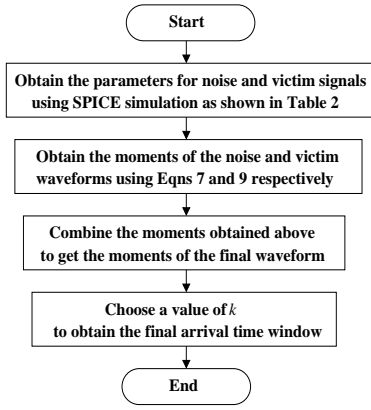 Start
Obtain the parameters for noise and victim signals
using SPICE simulation as shown in Table 2
Obtain the moments of the noise and victim
waveforms using Eqns 7 and 9 respectively
Combine the moments obtained above
to get the moments of the final waveform
Choose a value of k
to obtain the final arrival time window
End